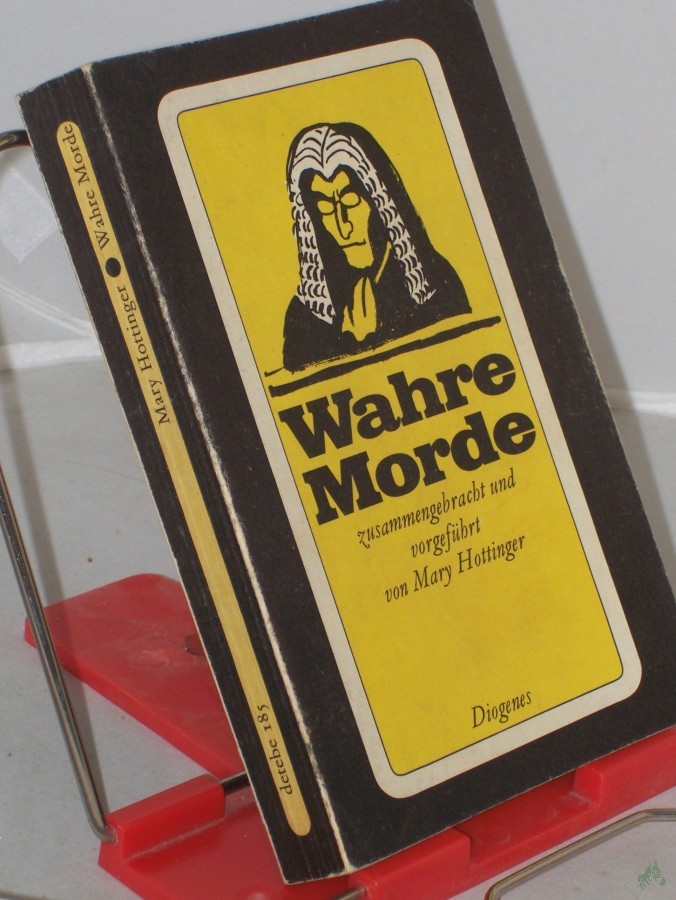 Wahre
Morde
zusammengebracht und
vorgeführt
von Mary Hottinger
Diogenes
detebe 185
Mary Hottinger ● Wahre Morde